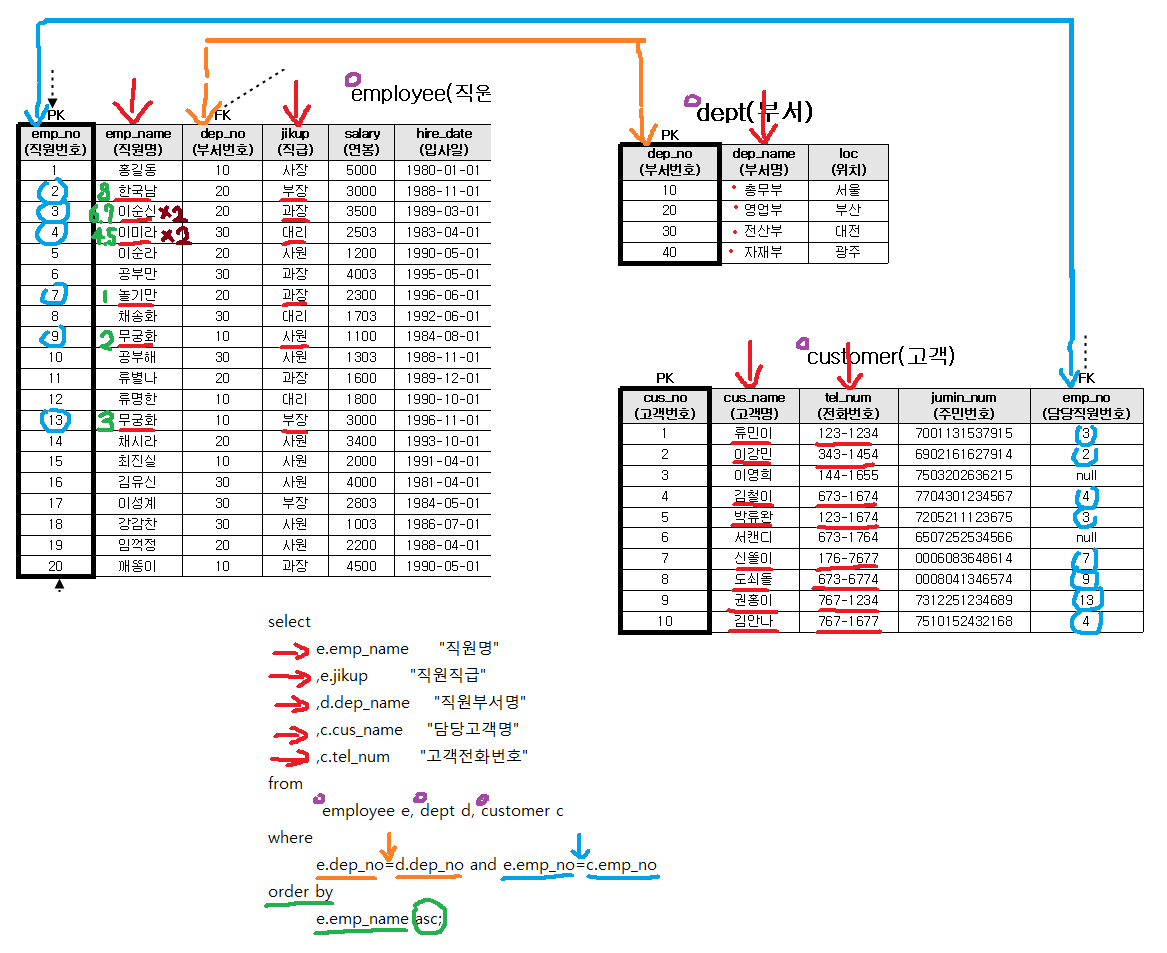 employee(직원
PK
FK
emp_no emp_name dep_no jikup salary hire_date
(직원번호) (직원명) (부서번호) (직급) (연봉) (입사일)
1 홍길동 10 사장 5000 1980-01-01
2 8 한국남 20 부장 3000 1988-11-01
3 6,7 이순신 ×2 20 과장 3500 1989-03-01
4 4,5 이미라 ×2 30 대리 2503 1983-04-01
5 이순라 20 사원 1200 1990-05-01
6 공부만 30 과장 4003 1995-05-01
7 1 놀기만 20 과장 2300 1996-06-01
8 채송화 30 대리 1703 1992-06-01
9 2 무궁화 10 사원 1100 1984-08-01
10 공부해 30 사원 1303 1988-11-01
11 류별나 20 과장 1600 1989-12-01
12 류명한 10 대리 1800 1990-10-01
13 3 무궁화 10 부장 3000 1996-11-01
14 채시라 20 사원 3400 1993-10-01
15 최진실 10 사원 2000 1991-04-01
16 김유신 30 사원 4000 1981-04-01
17 이성계 30 부장 2803 1984-05-01
18 강감찬 30 사원 1003 1986-07-01
19 임꺽정 20 사원 2200 1988-04-01
20 깨똥이 10 과장 4500 1990-05-01
dept(부서)
PK
dep_no dep_name loc
(부서번호) (부서명) (위치)
10 총무부 서울
20 영업부 부산
30 전산부 대전
40 자재부 광주
customer(고객)
PK
FK
cus_no cus_name tel_num jumin_num emp_no
(고객번호) (고객명) (전화번호) (주민번호) (담당직원번호)
1 류민이 123-1234 7001131537915 3
2 이강민 343-1454 6902161627914 2
3 이영희 144-1655 7503202636215 null
4 김철이 673-1674 7704301234567 4
5 박류완 123-1674 7205211123675 3
6 서캔디 673-1764 6507252534566 null
7 신똘이 176-7677 0006083648614 7
8 도쇠돌 673-6774 0008041346574 9
9 권홍이 767-1234 7312251234689 13
10 김안나 767-1677 7510152432168 4
select
e.emp_name "직원명"
,e.jikup "직원직급"
,d.dep_name "직원부서명"
,c.cus_name "담당고객명"
,c.tel_num "고객전화번호"
from
employee e, dept d, customer c
where
e.dep_no=d.dep_no and e.emp_no=c.emp_no
order by
e.emp_name asc;